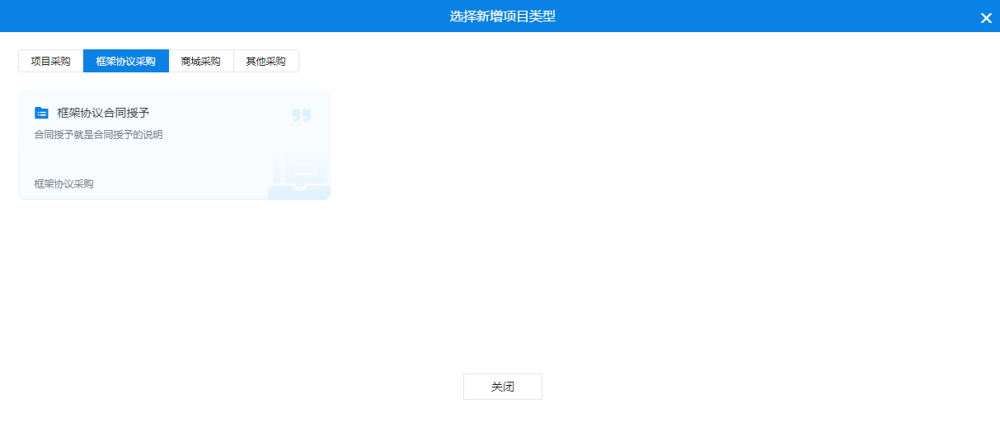 选择新增项目类型
项目采购 框架协议采购 商城采购 其他采购
框架协议合同授予
合同授予就是合同授予的说明
框架协议采购
关闭